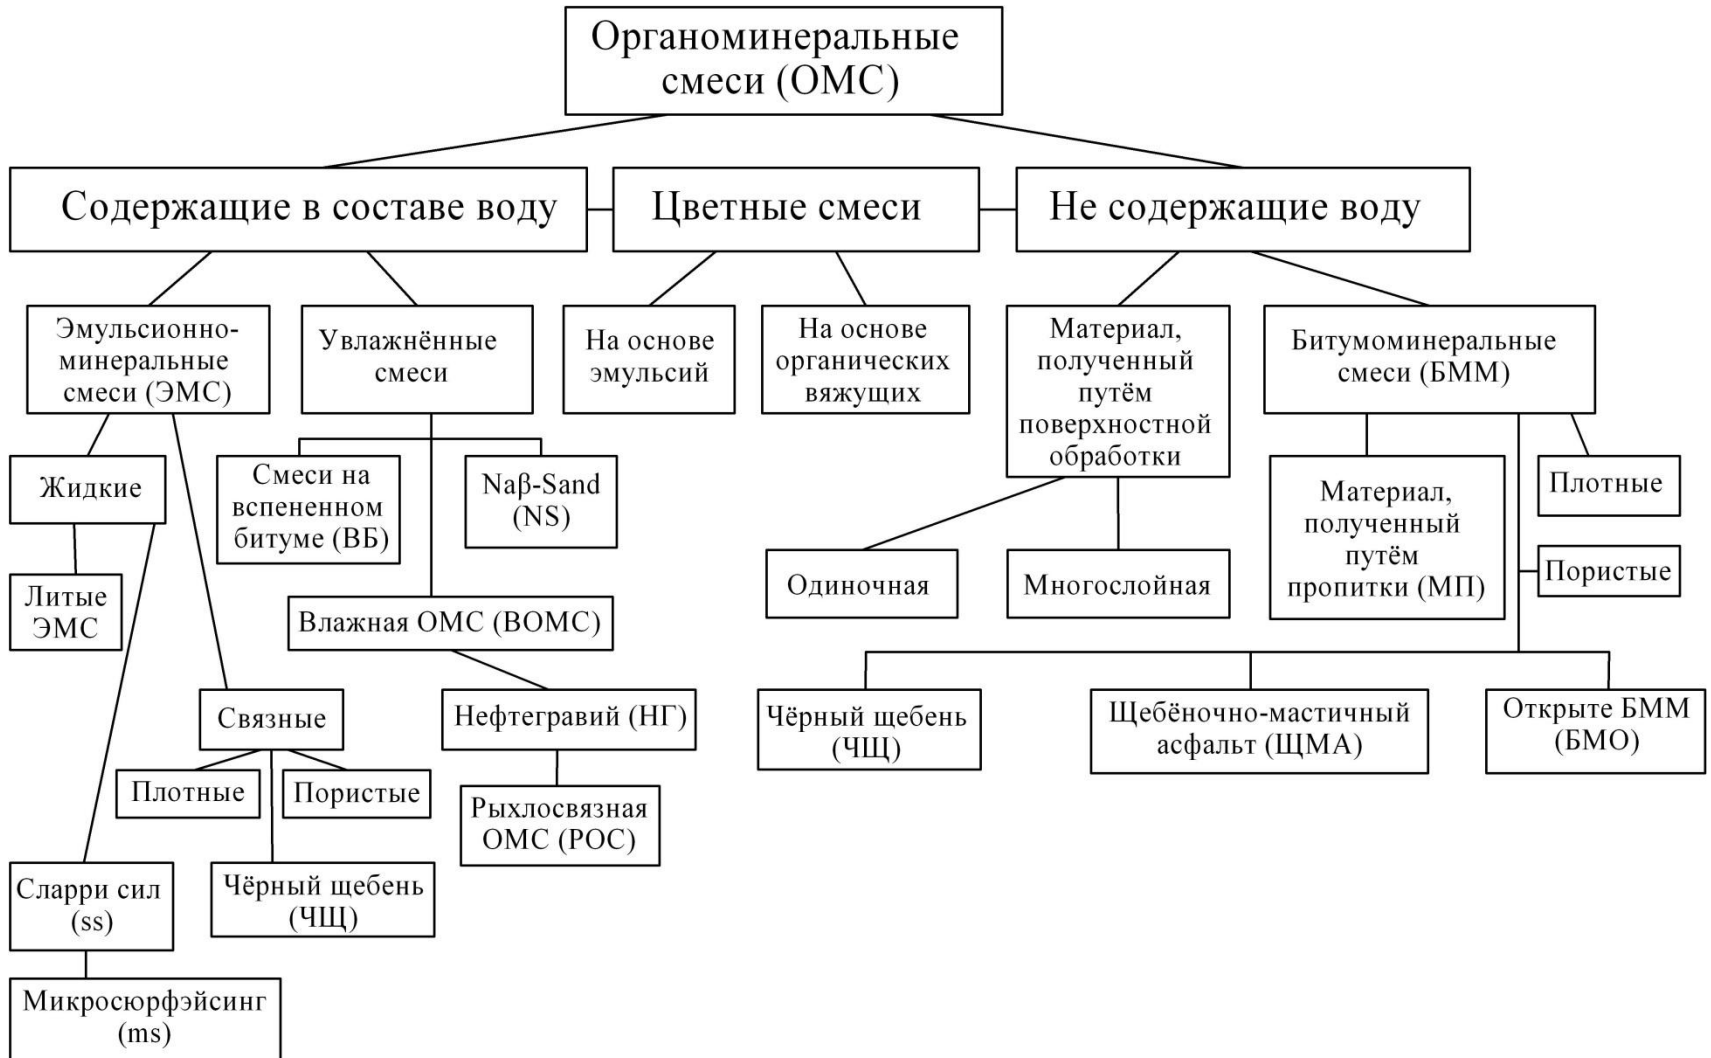 Органоминеральные
смеси (ОМС)
Содержащие в составе воду
Цветные смеси
Не содержащие воду
Эмульсионно-
минеральные
смеси (ЭМС)
Увлажнённые
смеси
На основе
эмульсий
На основе
органических
вяжущих
Материал,
полученный
путём
поверхностной
обработки
Битумоминеральные
смеси (БММ)
Жидкие
Смеси на
вспененном
битуме (ВБ)
Naβ-Sand
(NS)
Материал,
полученный
путём
пропитки (МП)
Плотные
Литые
ЭМС
Влажная ОМС (ВОМС)
Одиночная
Многослойная
Пористые
Связные
Нефтегравий (НГ)
Чёрный щебень
(ЧЩ)
Щебёночно-мастичный
асфальт (ЩМА)
Открыте БММ
(БМО)
Плотные
Пористые
Рыхлосвязная
ОМС (РОС)
Сларри сил
(ss)
Чёрный щебень
(ЧЩ)
Микросюрфэйсинг
(ms)